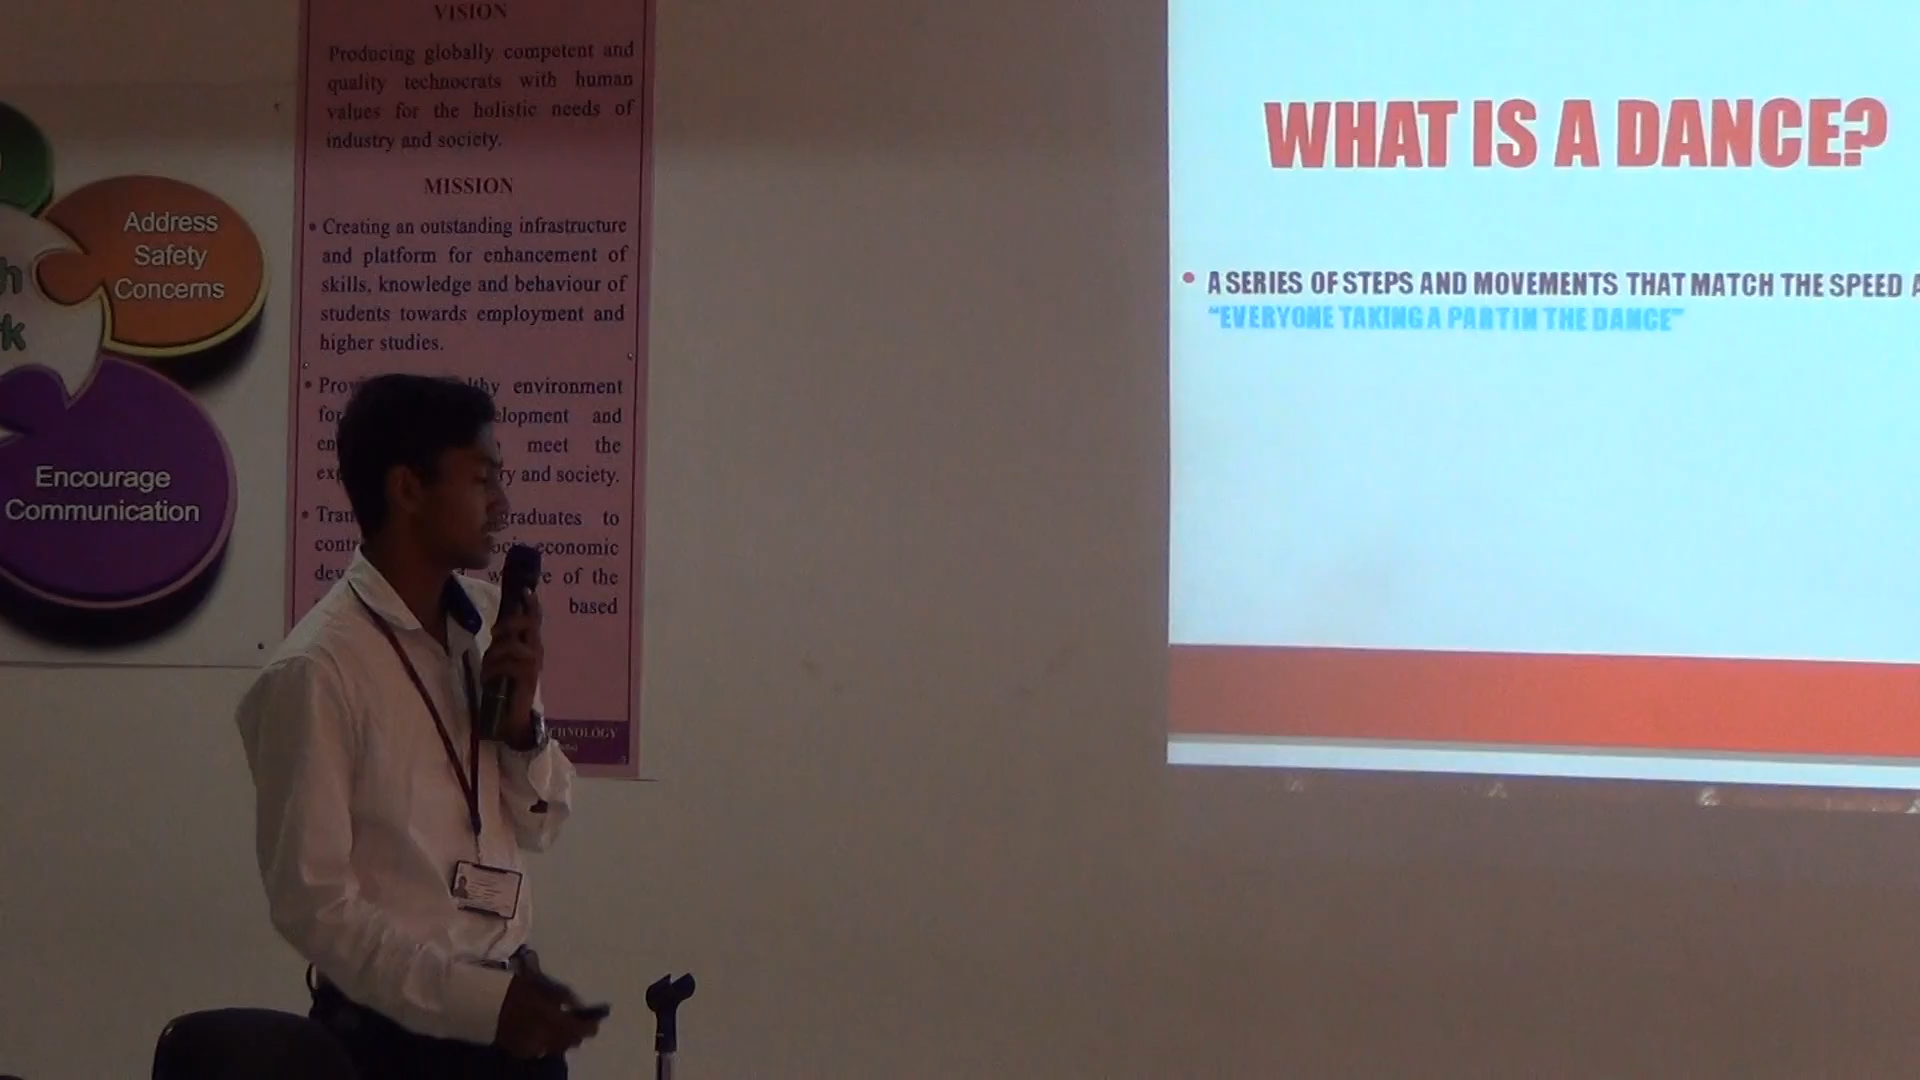 VISION
Producing globally competent and
quality technocrats with human
values for the holistic needs of
industry and society.
MISSION
• Creating an outstanding infrastructure
and platform for enhancement of
skills, knowledge and behaviour of
students towards employment and
higher studies.
environment
and
meet the
and society.
graduates to
economic
of the
based
Address
Safety
Concerns
Encourage
Communication
WHAT IS A DANCE?
• A SERIES OF STEPS AND MOVEMENTS THAT MATCH THE SPEED
"EVERYONE TAKING A PART IN THE DANCE"